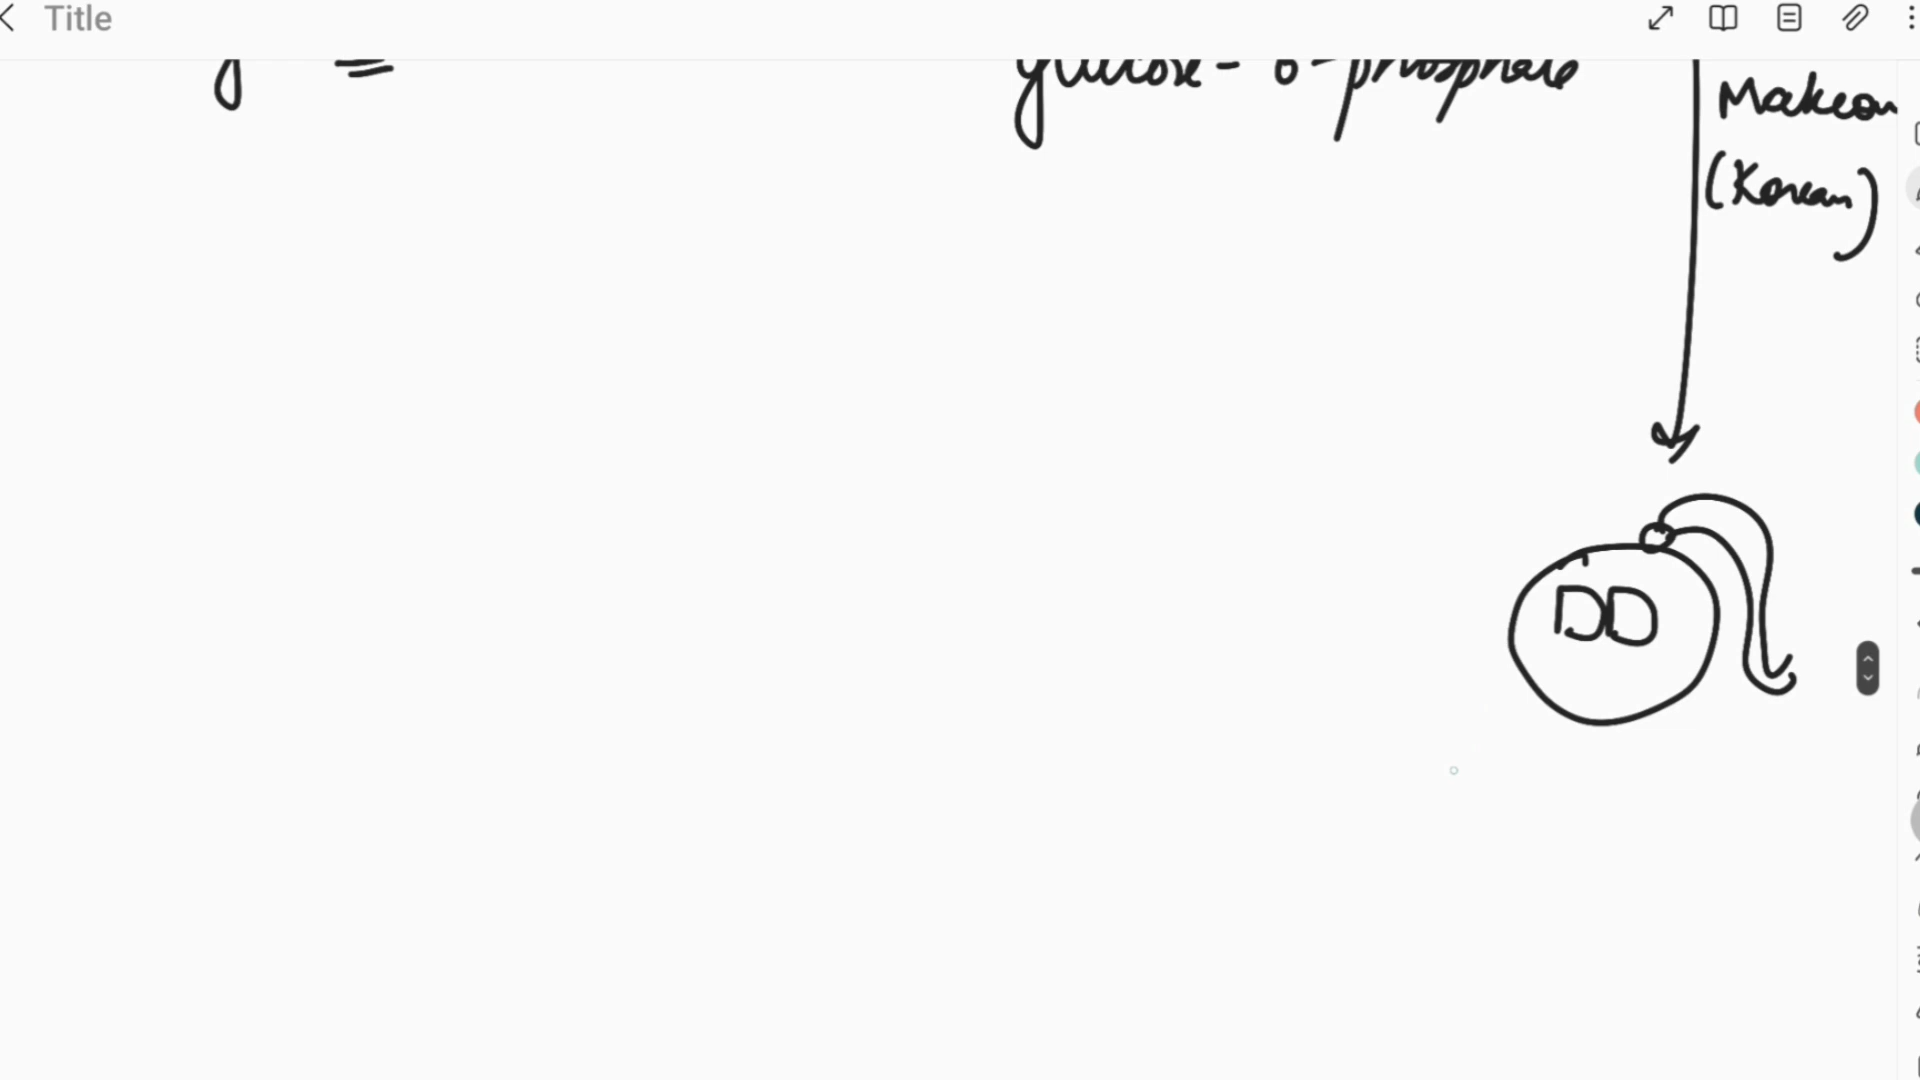 Title
glucose-6-phosphate
Makeon
(Korean)
DD